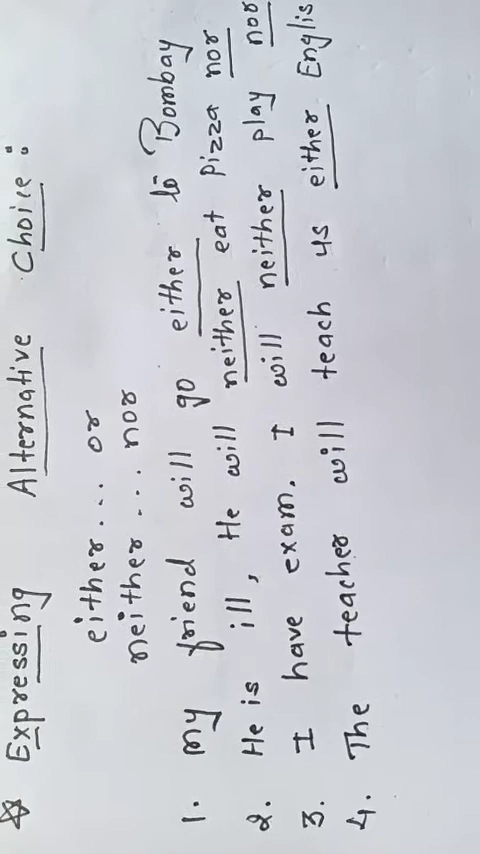 ☆ Expressing Alternative Choice :
either... or
neither... nor
1. My friend will go either to Bombay
2. He is ill, He will neither eat pizza nor
3. I have exam. I will neither play nor
4. The teacher will teach us either Englis